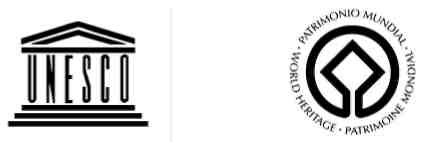 UNESCO
WORLD HERITAGE · PATRIMONIO MUNDIAL · PATRIMOINE MONDIAL ·